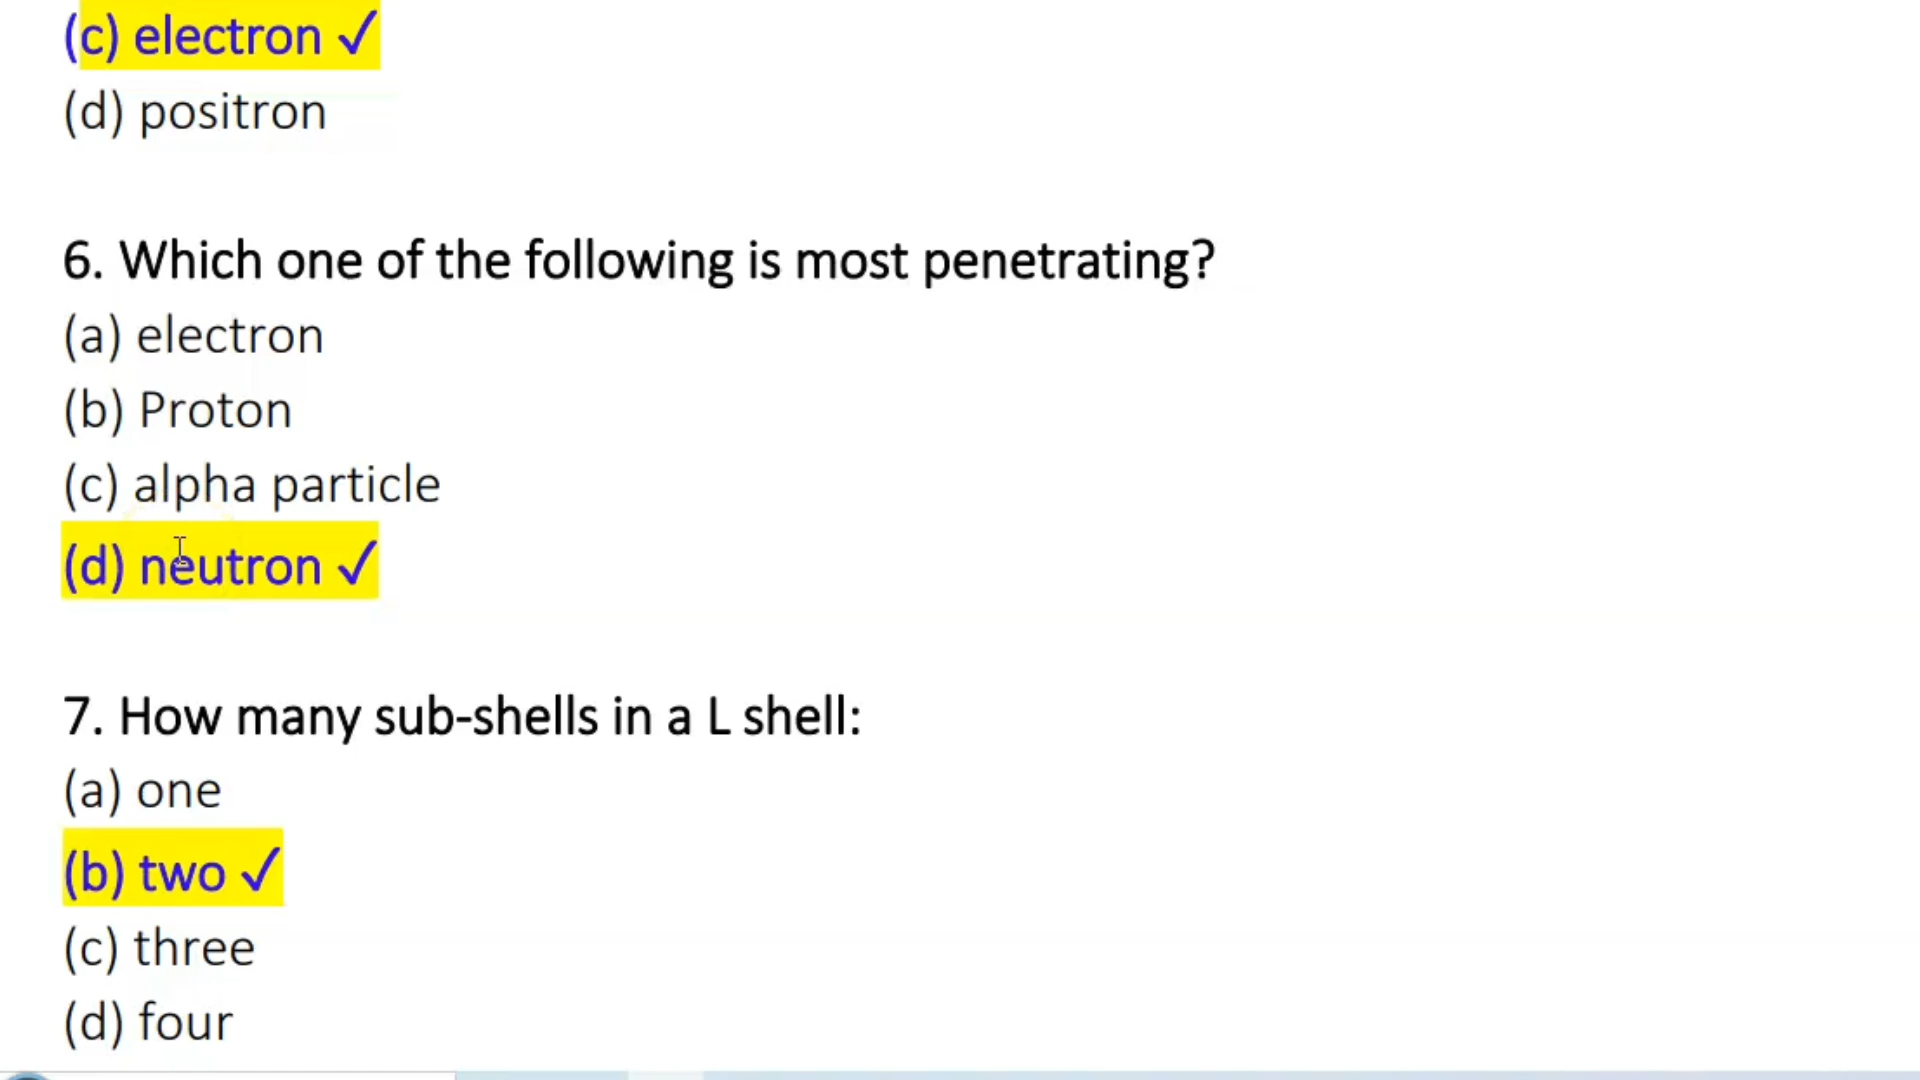 (c) electron ✓
(d) positron
6. Which one of the following is most penetrating?
(a) electron
(b) Proton
(c) alpha particle
(d) neutron ✓
7. How many sub-shells in a L shell:
(a) one
(b) two ✓
(c) three
(d) four